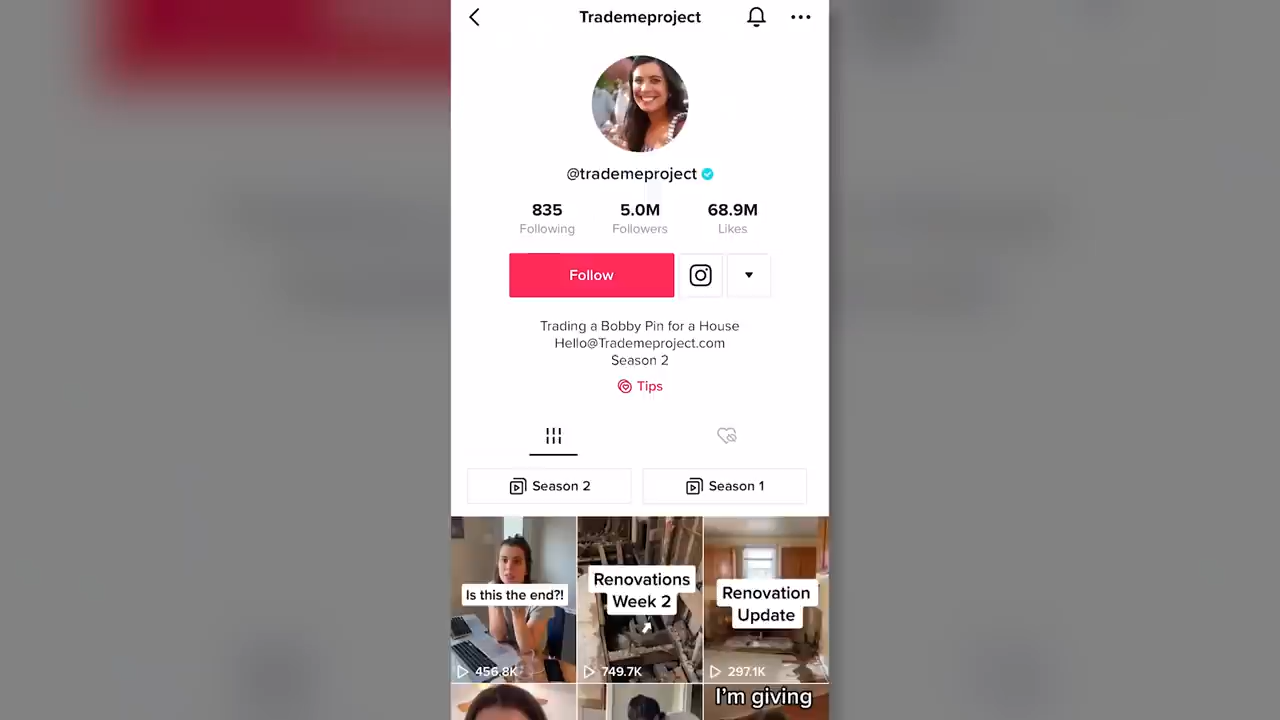 Trademeproject
@trademeproject
835 5.0M 68.9M
Following Followers Likes
Follow
Trading a Bobby Pin for a House
Hello@Trademeproject.com
Season 2
Tips
Season 2 Season 1
Is this the end?!
Renovations
Week 2
Renovation
Update
456.8K 749.7K 297.1K
I'm giving